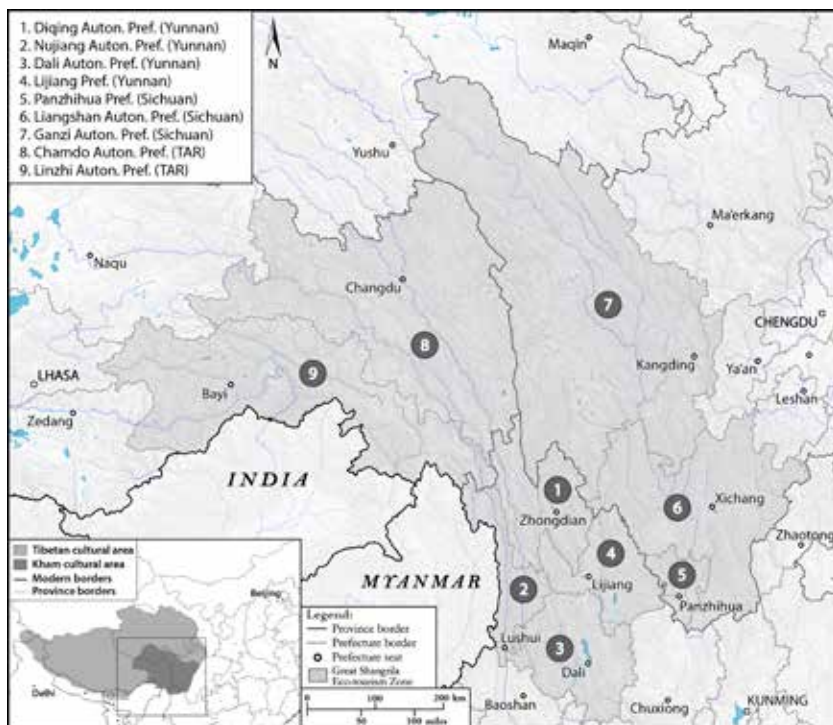 1. Diqing Auton. Pref. (Yunnan)
2. Nujiang Auton. Pref. (Yunnan)
3. Dali Auton. Pref. (Yunnan)
4. Lijiang Pref. (Yunnan)
5. Panzhihua Pref. (Sichuan)
6. Liangshan Auton. Pref. (Sichuan)
7. Ganzi Auton. Pref. (Sichuan)
8. Chamdo Auton. Pref. (TAR)
9. Linzhi Auton. Pref. (TAR)
N
Maqin
Yushu
Ma'erkang
Naqu
Changdu
7
CHENGDU
8
Kangding
Ya'an
LHASA
9
Bayi
Leshan
Zedang
INDIA
1
6
Xichang
Zhongdian
Zhaotong
4
5
MYANMAR
2
Lijiang
Panzhihua
Lushui
3
Dali
Baoshan
Chuxiong
KUNMING
Tibetan cultural area
Kham cultural area
Modern borders
Province borders
Beijing
Delhi
Legend:
Province border
Prefecture border
Prefecture seat
Great Shangrila
Eco-tourism Zone
0 100 200 km
50 100 miles